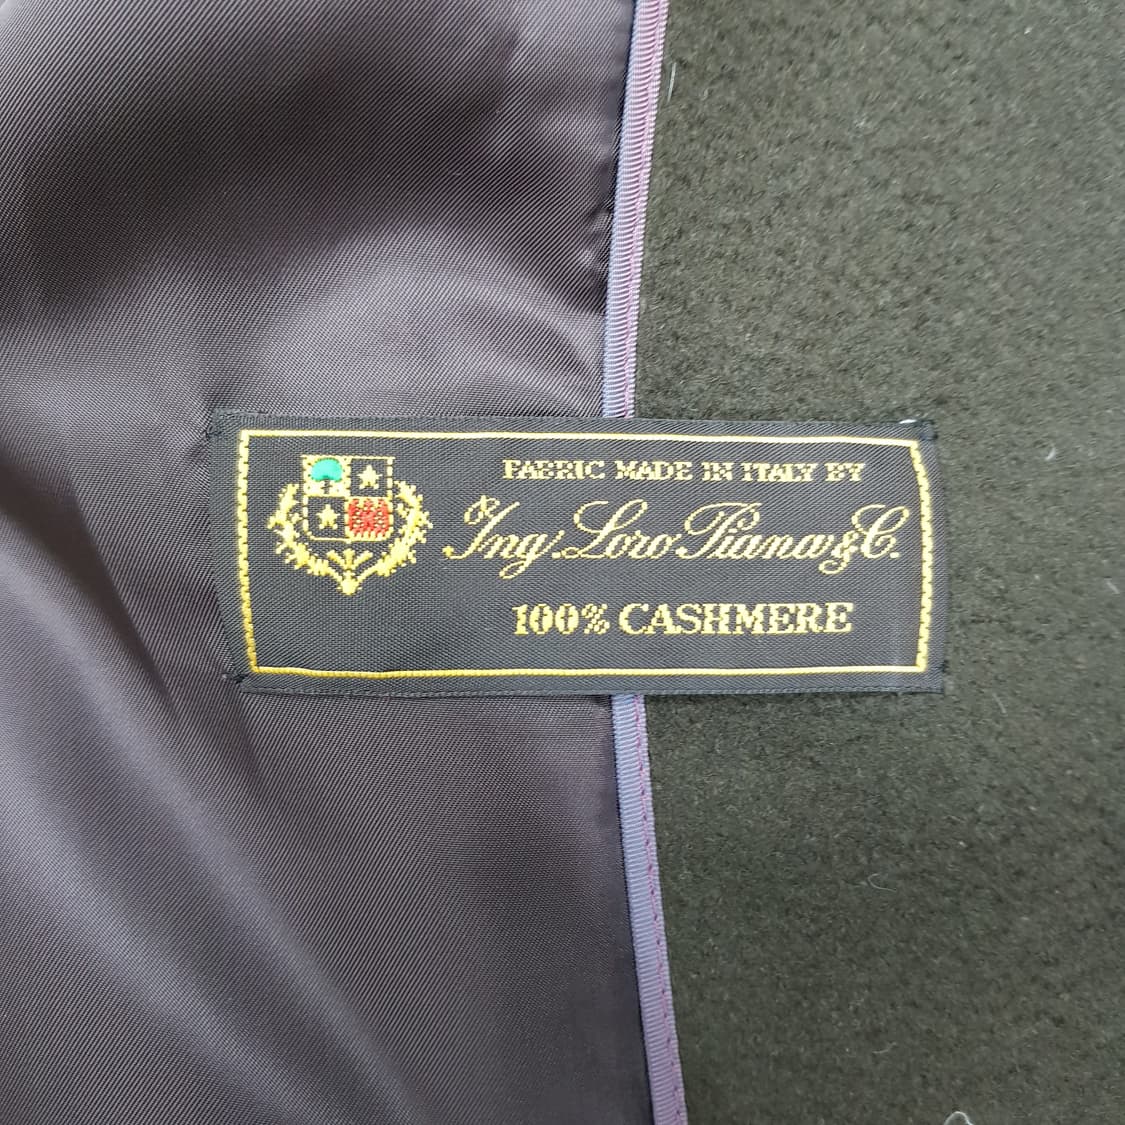 FABRIC MADE IN ITALY BY
Ing. Loro Piana & C.
100% CASHMERE